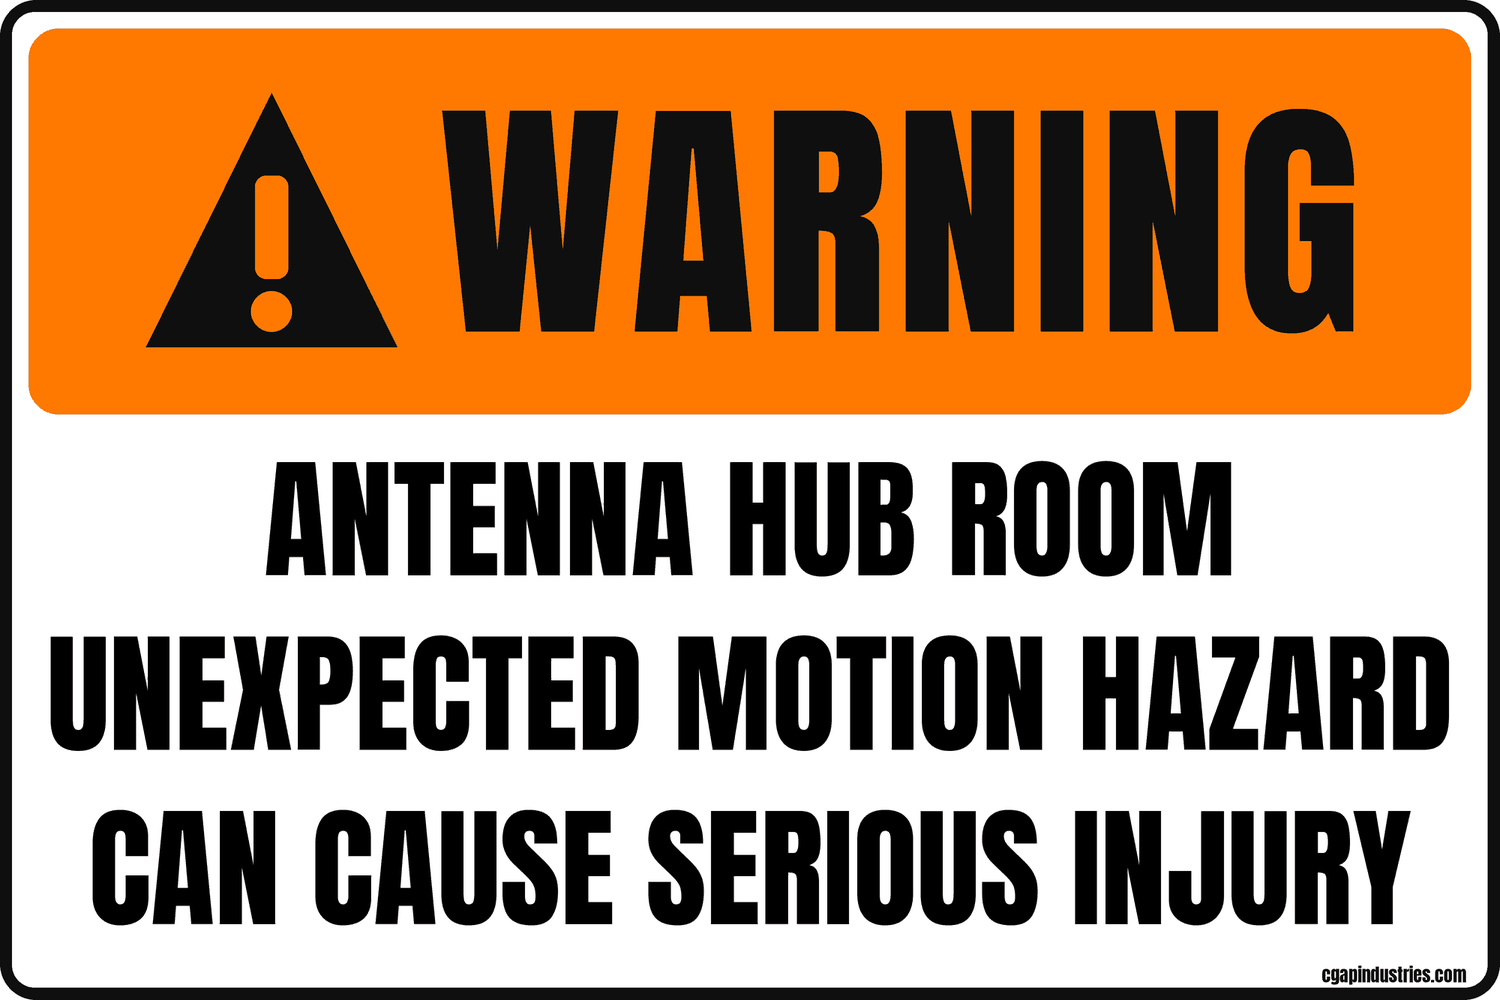 WARNING
ANTENNA HUB ROOM
UNEXPECTED MOTION HAZARD
CAN CAUSE SERIOUS INJURY
cgapindustries.com